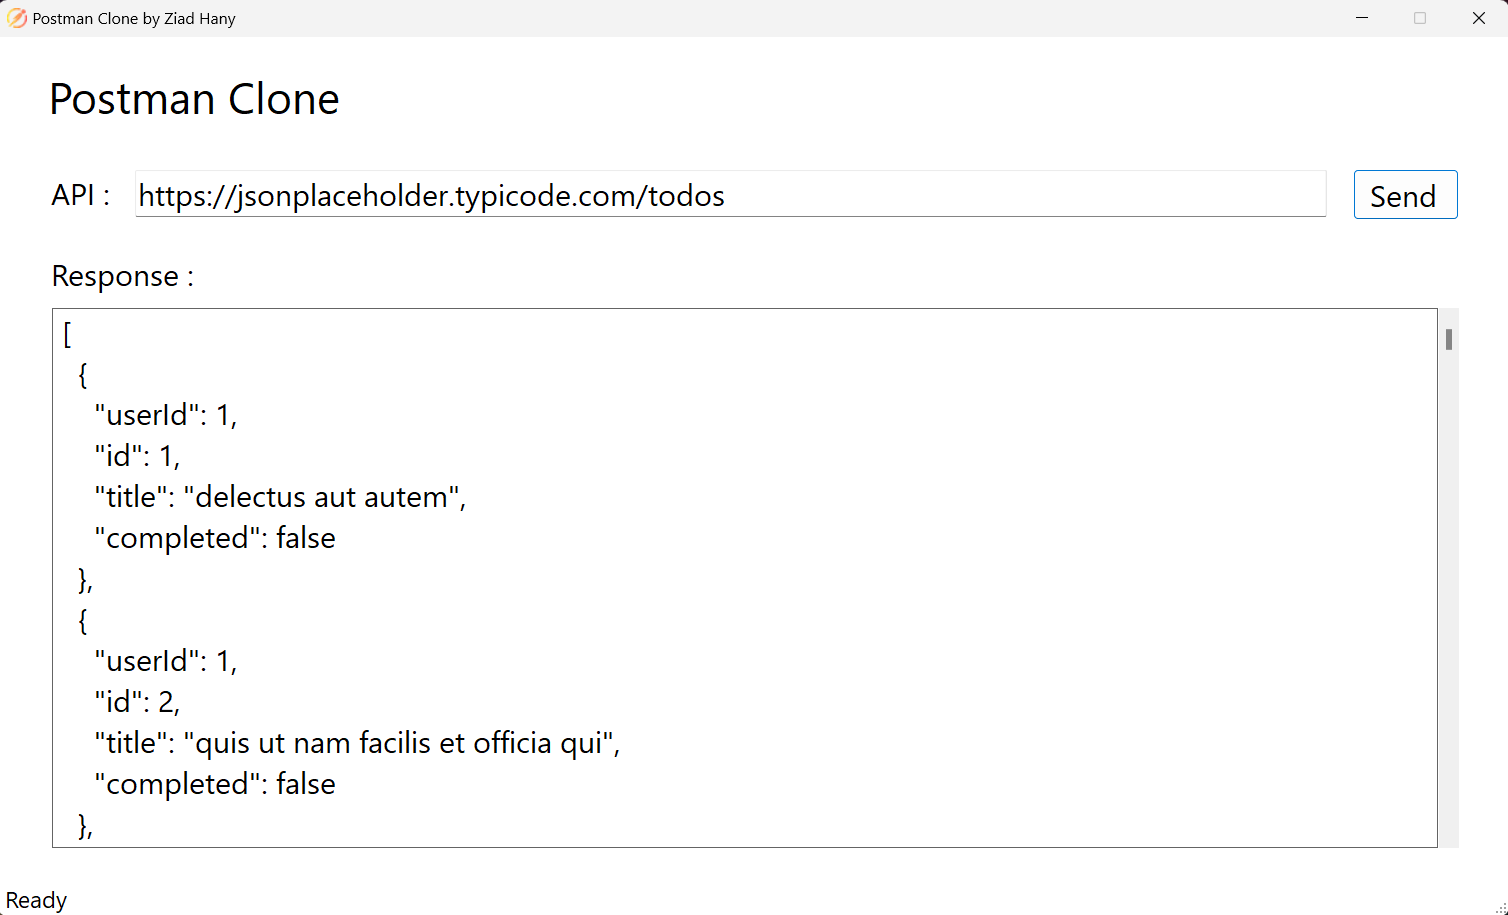 Postman Clone by Ziad Hany
Postman Clone
API : https://jsonplaceholder.typicode.com/todos Send
Response :
[
  {
    "userId": 1,
    "id": 1,
    "title": "delectus aut autem",
    "completed": false
  },
  {
    "userId": 1,
    "id": 2,
    "title": "quis ut nam facilis et officia qui",
    "completed": false
  },
Ready